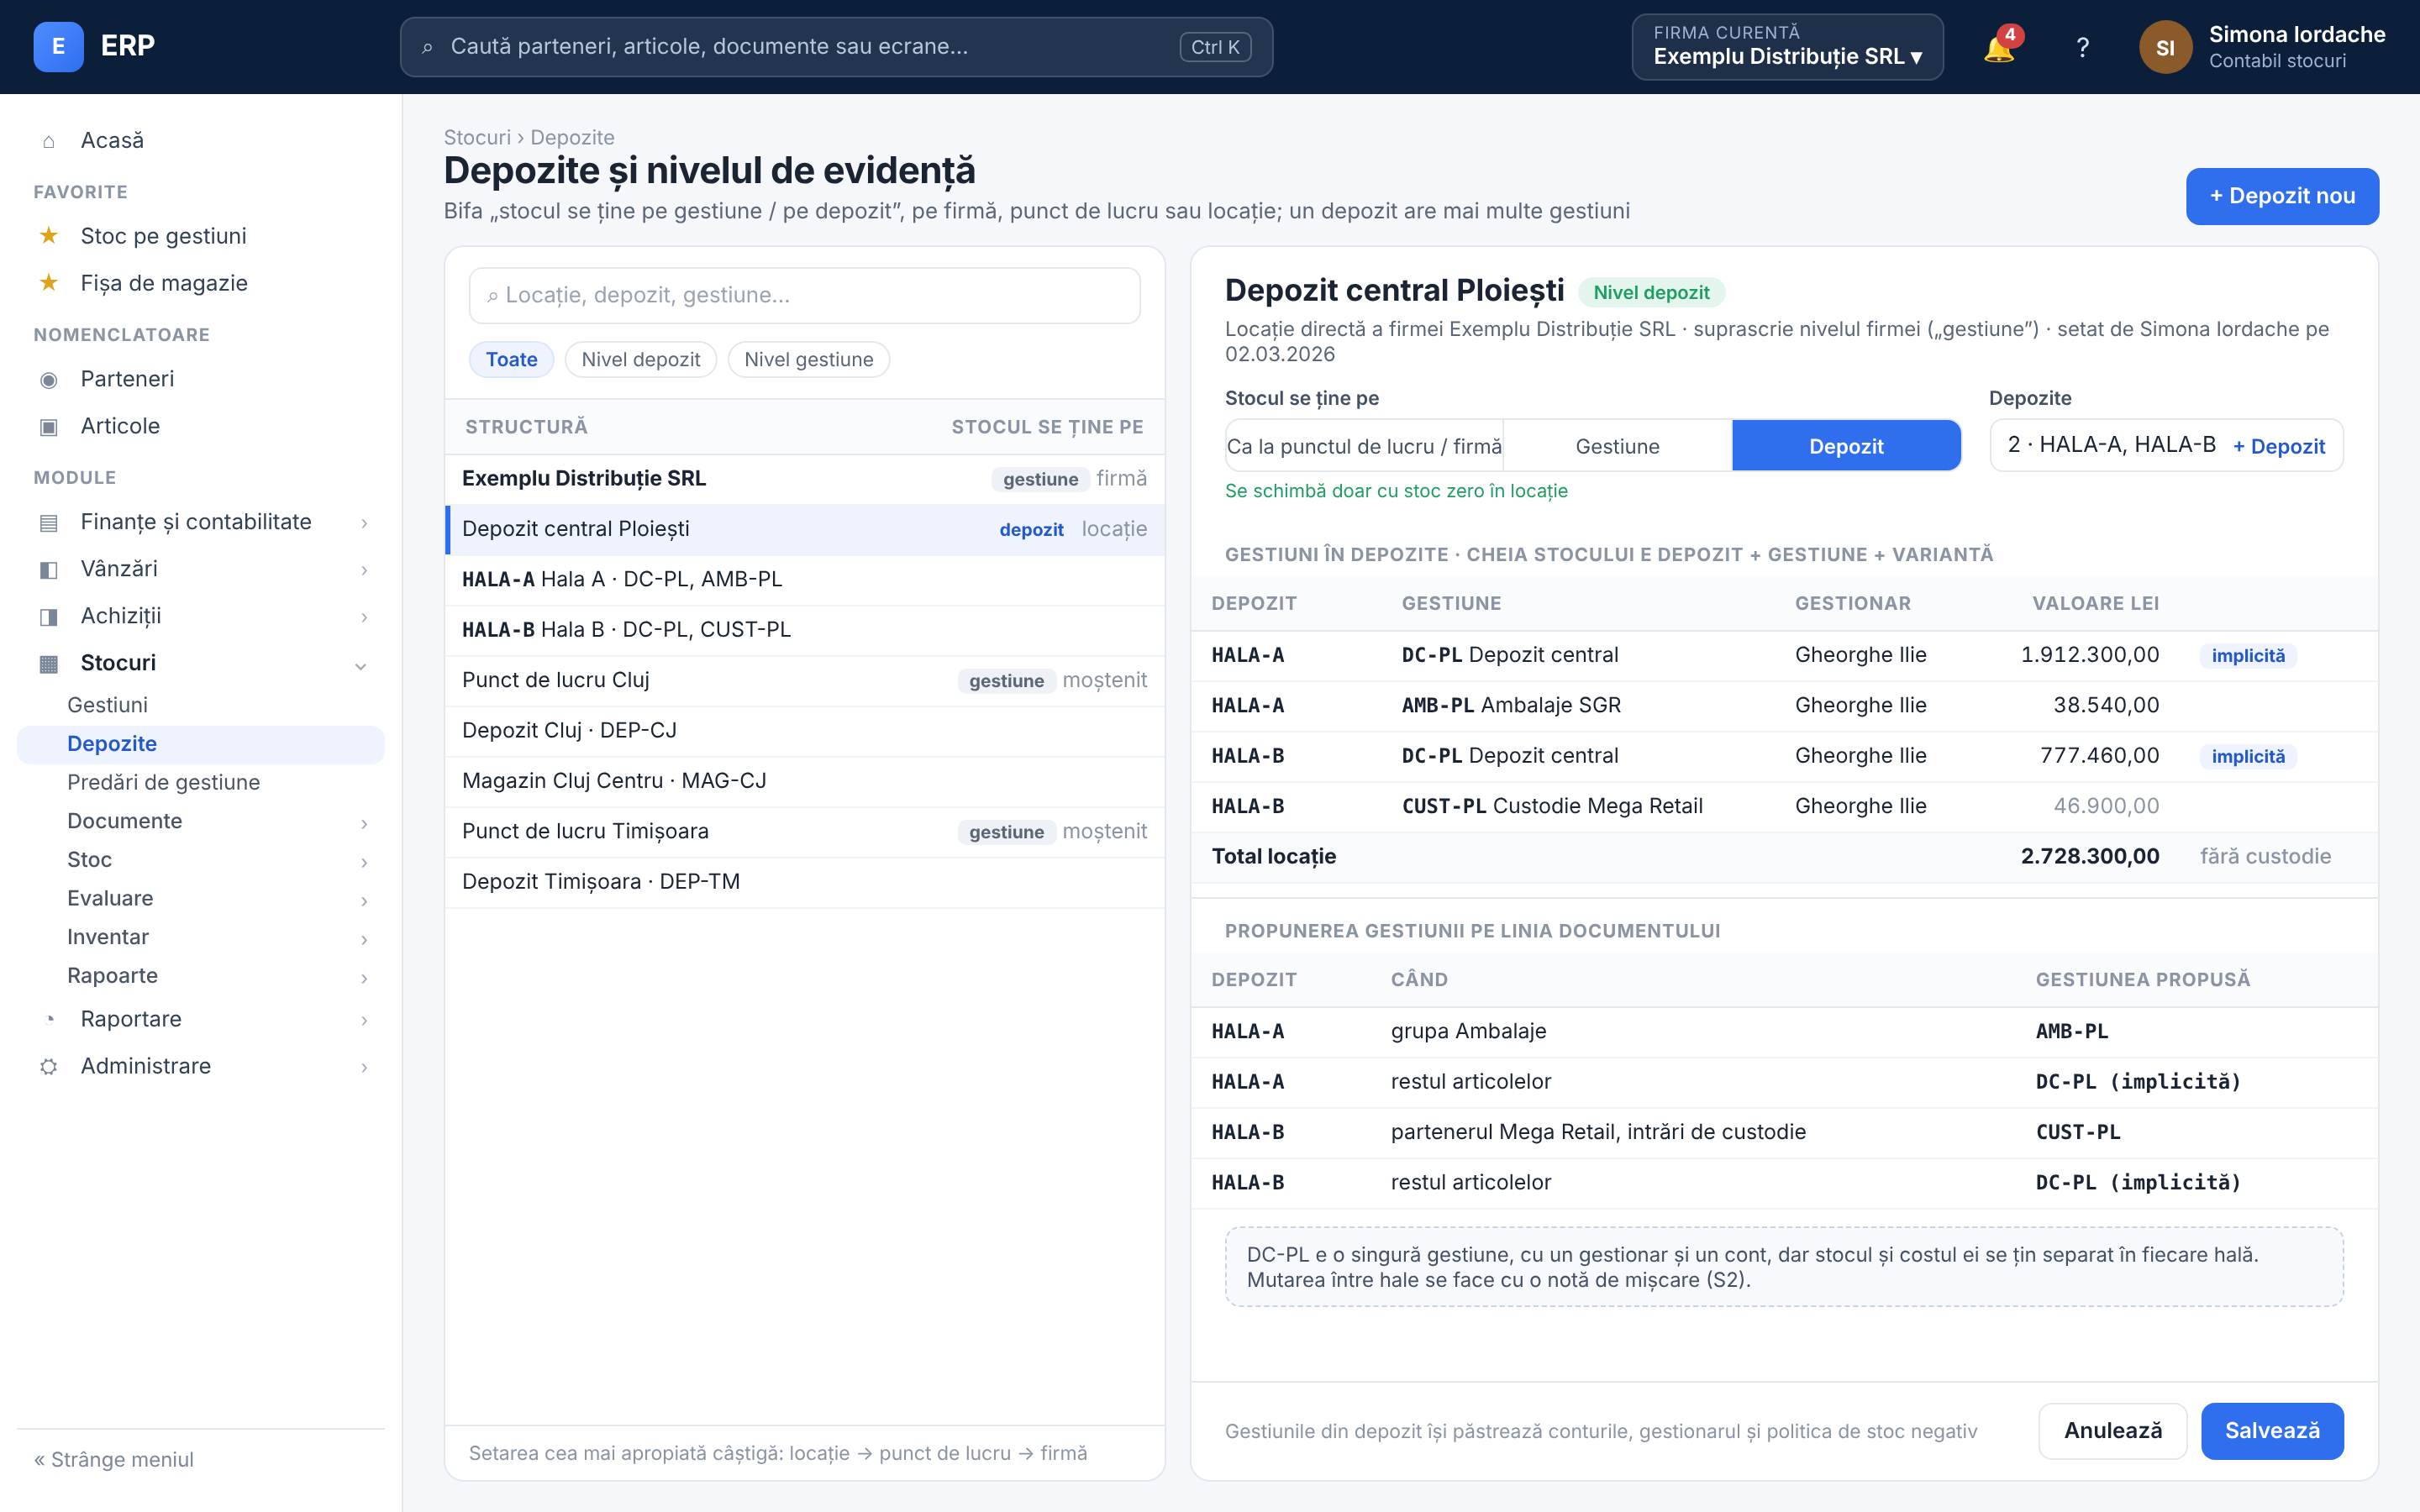 E ERP
Caută parteneri, articole, documente sau ecrane... Ctrl K
FIRMA CURENTĂ
Exemplu Distribuție SRL ▾
4
?
SI
Simona Iordache
Contabil stocuri
Acasă
FAVORITE
Stoc pe gestiuni
Fișa de magazie
NOMENCLATOARE
Parteneri
Articole
MODULE
Finanțe și contabilitate
Vânzări
Achiziții
Stocuri
Gestiuni
Depozite
Predări de gestiune
Documente
Stoc
Evaluare
Inventar
Rapoarte
Raportare
Administrare
« Strânge meniul
Stocuri › Depozite
Depozite și nivelul de evidență
Bifa „stocul se ține pe gestiune / pe depozit”, pe firmă, punct de lucru sau locație; un depozit are mai multe gestiuni
+ Depozit nou
Locație, depozit, gestiune...
Toate Nivel depozit Nivel gestiune
STRUCTURĂ STOCUL SE ȚINE PE
Exemplu Distribuție SRL gestiune firmă
Depozit central Ploiești depozit locație
HALA-A Hala A · DC-PL, AMB-PL
HALA-B Hala B · DC-PL, CUST-PL
Punct de lucru Cluj gestiune moștenit
Depozit Cluj · DEP-CJ
Magazin Cluj Centru · MAG-CJ
Punct de lucru Timișoara gestiune moștenit
Depozit Timișoara · DEP-TM
Setarea cea mai apropiată câștigă: locație → punct de lucru → firmă
Depozit central Ploiești Nivel depozit
Locație directă a firmei Exemplu Distribuție SRL · suprascrie nivelul firmei („gestiune”) · setat de Simona Iordache pe
02.03.2026
Stocul se ține pe
Ca la punctul de lucru / firmă Gestiune Depozit
Se schimbă doar cu stoc zero în locație
Depozite
2 · HALA-A, HALA-B + Depozit
GESTIUNI ÎN DEPOZITE · CHEIA STOCULUI E DEPOZIT + GESTIUNE + VARIANTĂ
DEPOZIT GESTIUNE GESTIONAR VALOARE LEI
HALA-A DC-PL Depozit central Gheorghe Ilie 1.912.300,00 implicită
HALA-A AMB-PL Ambalaje SGR Gheorghe Ilie 38.540,00
HALA-B DC-PL Depozit central Gheorghe Ilie 777.460,00 implicită
HALA-B CUST-PL Custodie Mega Retail Gheorghe Ilie 46.900,00
Total locație 2.728.300,00 fără custodie
PROPUNEREA GESTIUNII PE LINIA DOCUMENTULUI
DEPOZIT CÂND GESTIUNEA PROPUSĂ
HALA-A grupa Ambalaje AMB-PL
HALA-A restul articolelor DC-PL (implicită)
HALA-B partenerul Mega Retail, intrări de custodie CUST-PL
HALA-B restul articolelor DC-PL (implicită)
DC-PL e o singură gestiune, cu un gestionar și un cont, dar stocul și costul ei se țin separat în fiecare hală.
Mutarea între hale se face cu o notă de mișcare (S2).
Gestiunile din depozit își păstrează conturile, gestionarul și politica de stoc negativ
Anulează Salvează